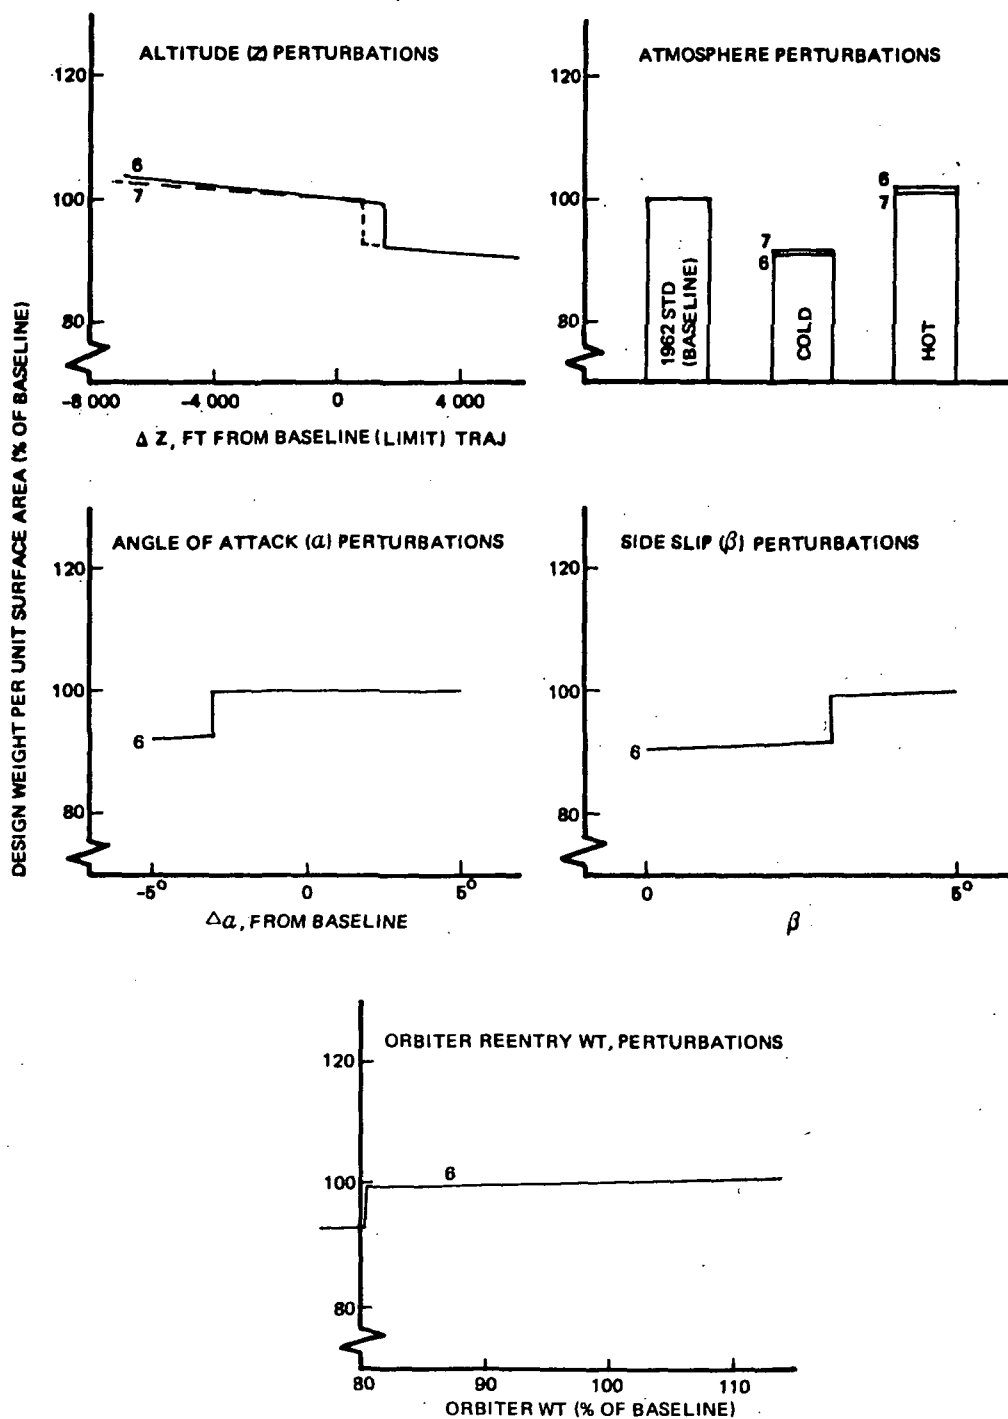 DESIGN WEIGHT PER UNIT SURFACE AREA (% OF BASELINE)
ALTITUDE (Z) PERTURBATIONS
120
100
80
6
7
-8 000 -4 000 0 4 000
Δ Z, FT FROM BASELINE (LIMIT) TRAJ
ATMOSPHERE PERTURBATIONS
120
100
80
1962 STD
(BASELINE)
7
6
COLD
6
7
HOT
ANGLE OF ATTACK (α) PERTURBATIONS
120
100
80
6
-5° 0 5°
Δα, FROM BASELINE
SIDE SLIP (β) PERTURBATIONS
120
100
80
6
0 5°
β
ORBITER REENTRY WT, PERTURBATIONS
120
100
80
6
80 90 100 110
ORBITER WT (% OF BASELINE)